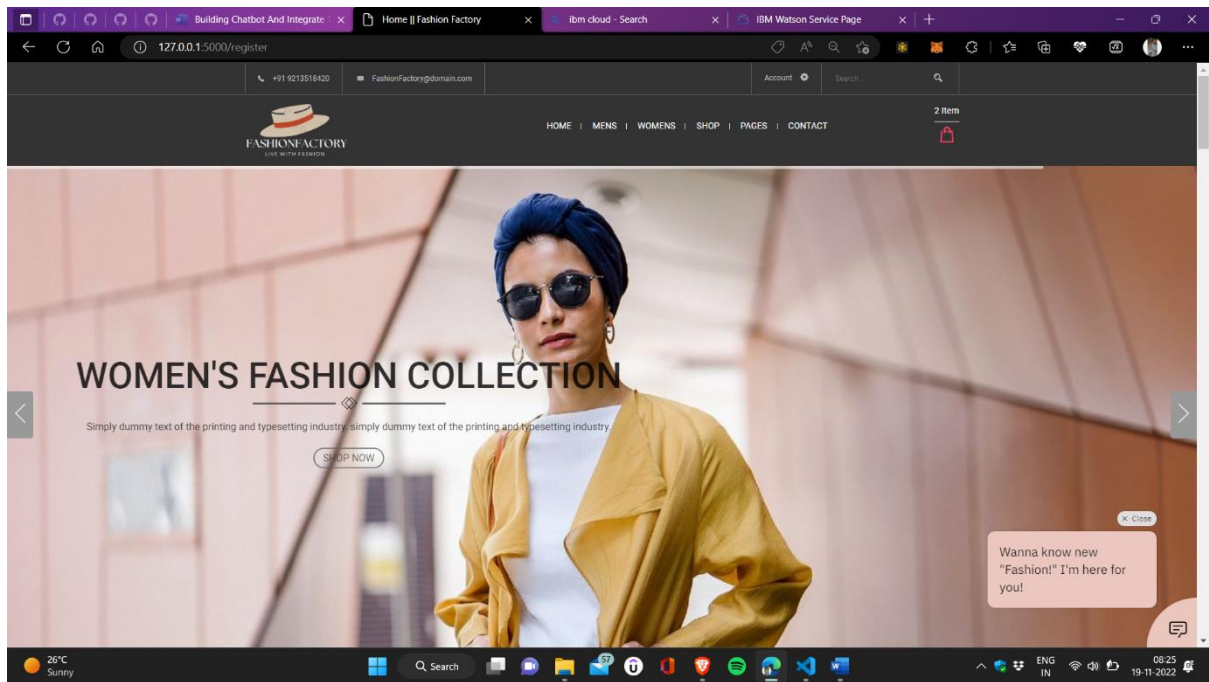 Building Chatbot And Integrate
Home || Fashion Factory
ibm cloud - Search
IBM Watson Service Page
127.0.0.1:5000/register
+91 9213518420
FashionFactory@domain.com
Account
Search...
FASHIONFACTORY
LIVE WITH FASHION
HOME | MENS | WOMENS | SHOP | PAGES | CONTACT
2 Item
WOMEN'S FASHION COLLECTION
Simply dummy text of the printing and typesetting industry, simply dummy text of the printing and typesetting industry.
SHOP NOW
× Close
Wanna know new
"Fashion!" I'm here for
you!
26°C
Sunny
Search
57
ENG
IN
08:25
19-11-2022